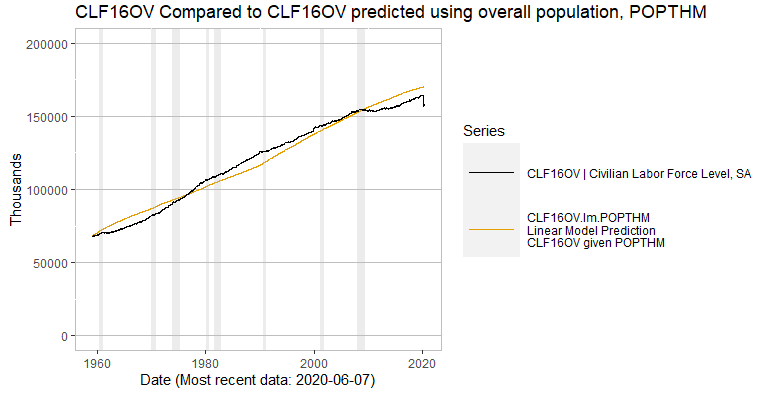 CLF16OV Compared to CLF16OV predicted using overall population, POPTHM
200000
150000
100000
50000
0
Thousands
1960
1980
2000
2020
Date (Most recent data: 2020-06-07)
Series
CLF16OV | Civilian Labor Force Level, SA
CLF16OV.lm.POPTHM
Linear Model Prediction
CLF16OV given POPTHM